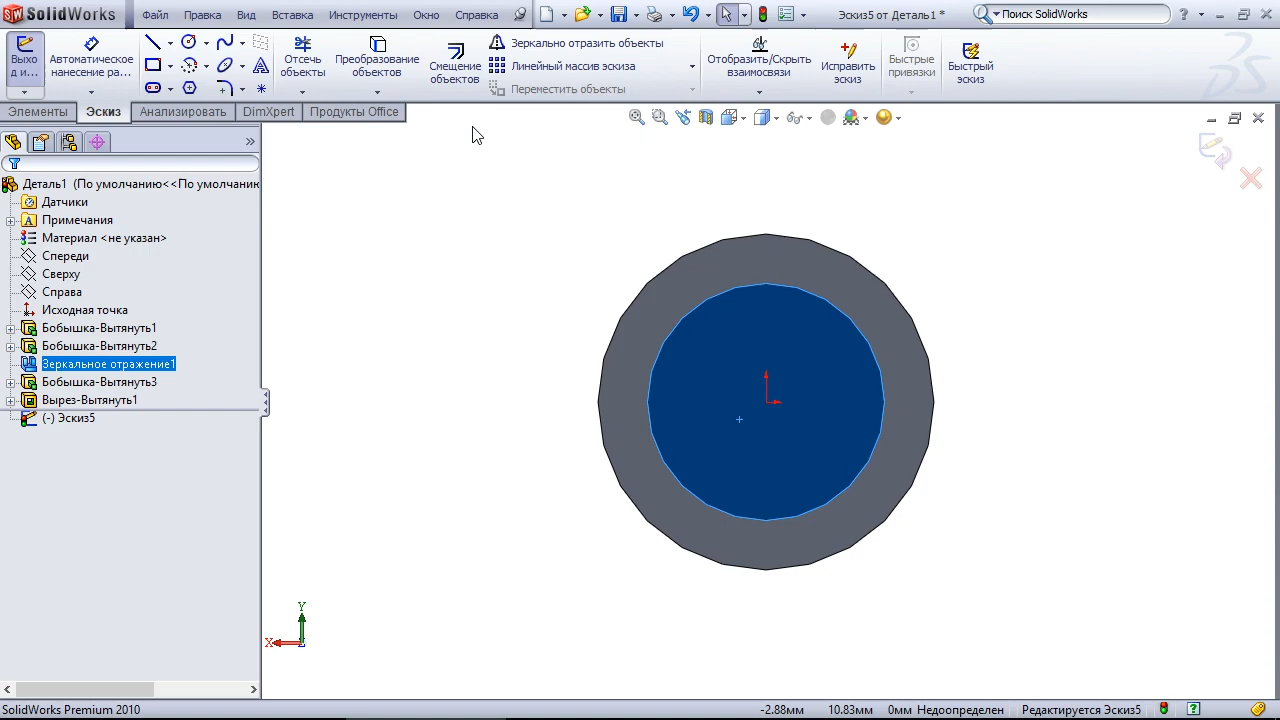 SolidWorks Файл Правка Вид Вставка Инструменты Окно Справка Эскиз5 от Деталь1 * Поиск SolidWorks
Выхо
д и...
Автоматическое
нанесение ра...
Отсечь
объекты
Преобразование
объектов
Смещение
объектов
Зеркально отразить объекты
Линейный массив эскиза
Переместить объекты
Отобразить/Скрыть
взаимосвязи
Исправить
эскиз
Быстрые
привязки
Быстрый
эскиз
Элементы Эскиз Анализировать DimXpert Продукты Office
Деталь1 (По умолчанию<<По умолчанию
Датчики
Примечания
Материал <не указан>
Спереди
Сверху
Справа
Исходная точка
Бобышка-Вытянуть1
Бобышка-Вытянуть2
Зеркальное отражение1
Бобышка-Вытянуть3
Вырез-Вытянуть1
(-) Эскиз5
Y
X
Z
SolidWorks Premium 2010 -2.88мм 10.83мм 0мм Недоопределен Редактируется Эскиз5